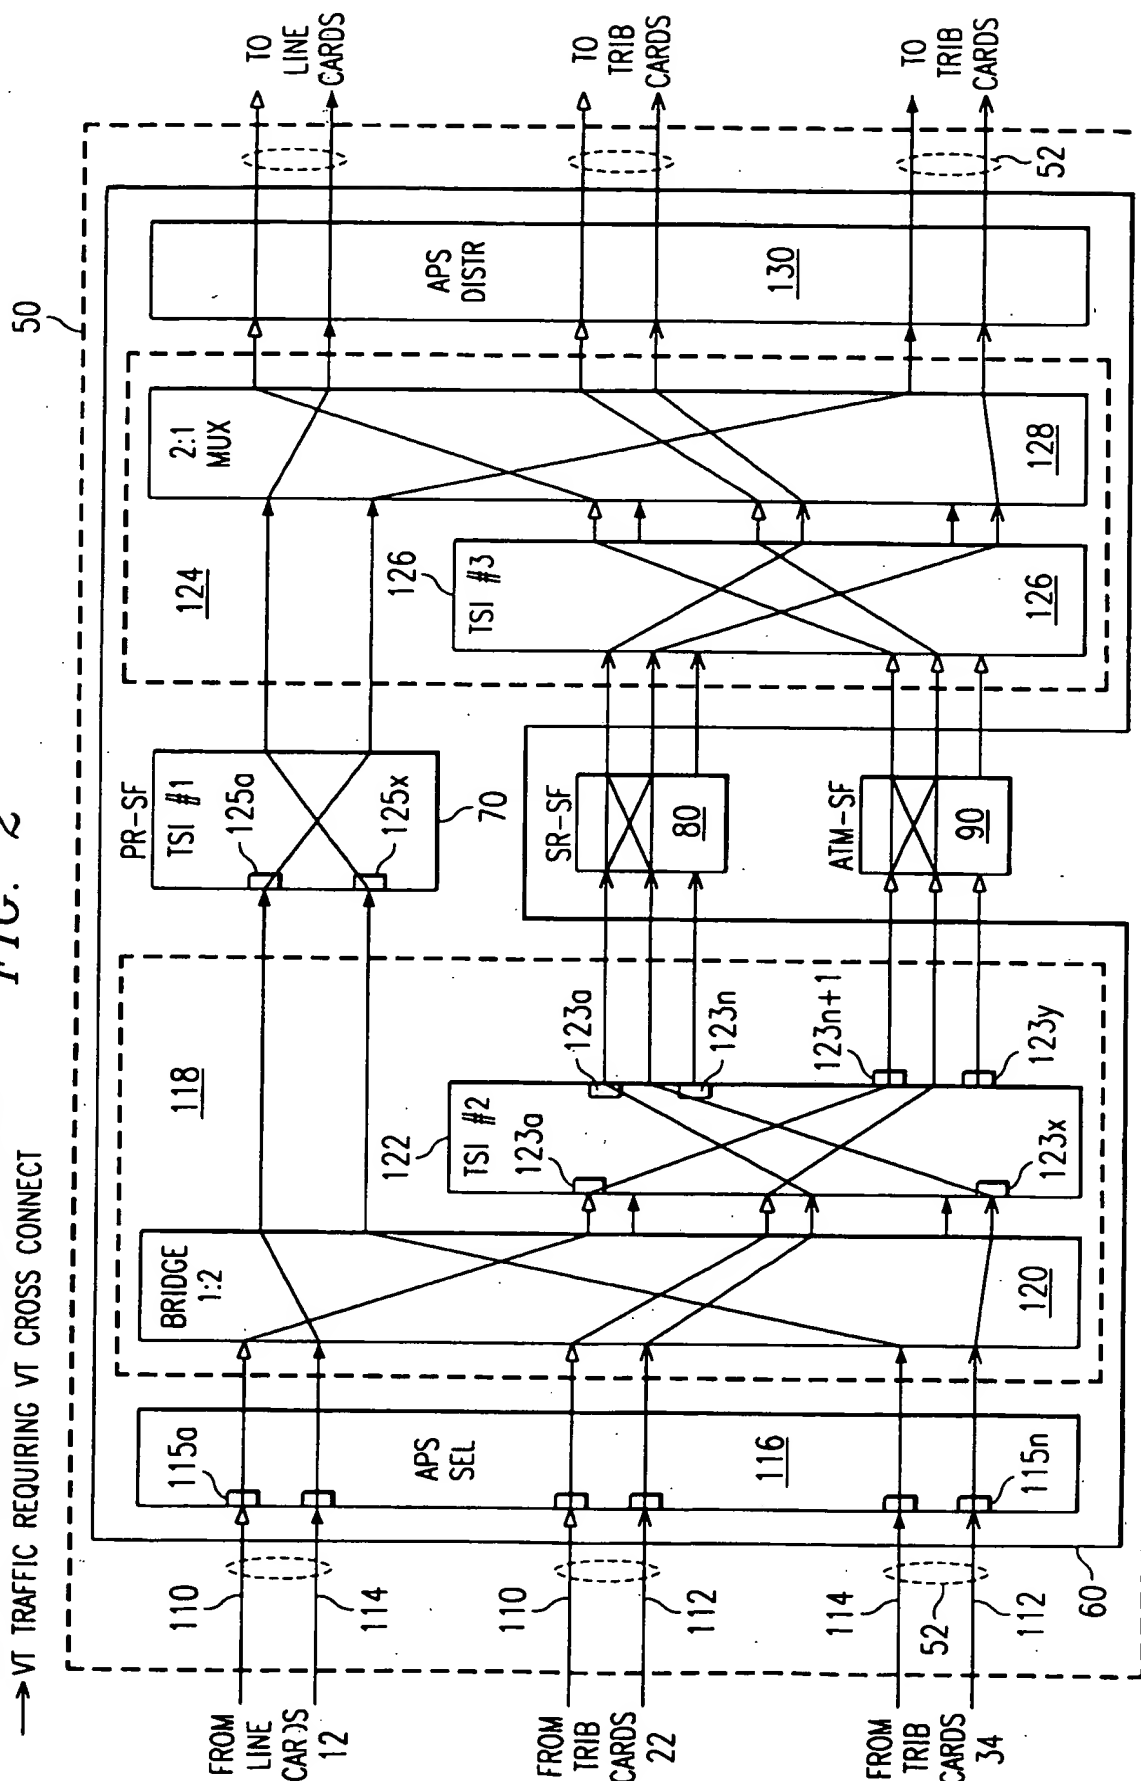 FIG. 2
→ VT TRAFFIC REQUIRING VT CROSS CONNECT
50
TO
LINE
CARDS
TO
TRIB
CARDS
TO
TRIB
CARDS
52
APS
DISTR
130
2:1
MUX
128
124
126
TSI #3
126
PR-SF
TSI #1
125a
125x
70
SR-SF
80
ATM-SF
90
118
122
TSI #2
123a
123x
123a
123n
123n+1
123y
BRIDGE
1:2
120
115a
APS
SEL
116
115n
110
114
110
112
114
52
112
60
FROM
LINE
CARDS
12
FROM
TRIB
CARDS
22
FROM
TRIB
CARDS
34